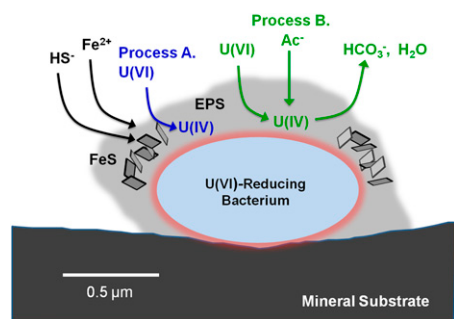 Process B.
Fe²⁺
Process A.
U(VI)
Ac⁻
HCO₃⁻, H₂O
HS⁻
U(VI)
EPS
U(IV)
U(IV)
FeS
U(VI)-Reducing
Bacterium
0.5 µm
Mineral Substrate